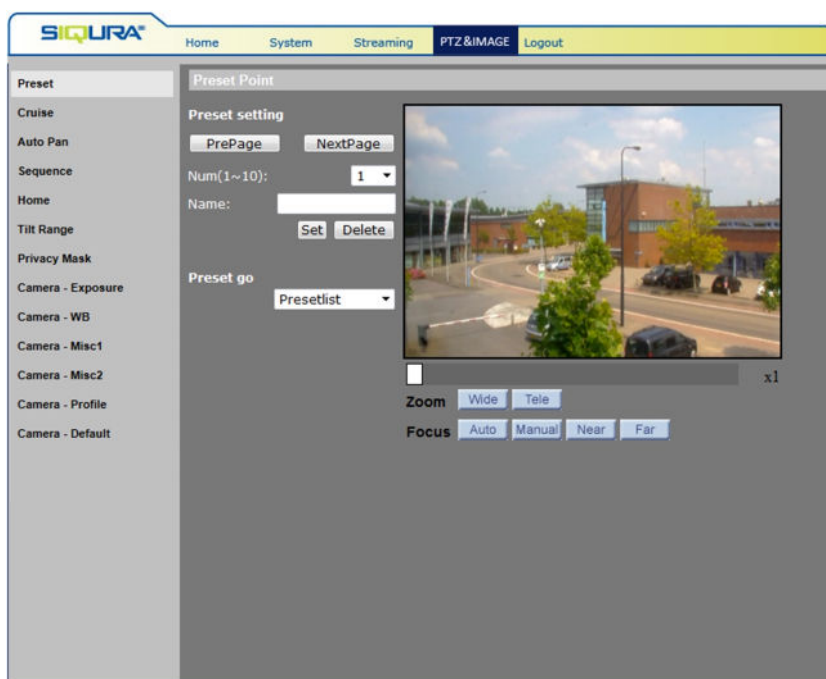 SIQURA®
Home System Streaming PTZ&IMAGE Logout
Preset
Cruise
Auto Pan
Sequence
Home
Tilt Range
Privacy Mask
Camera - Exposure
Camera - WB
Camera - Misc1
Camera - Misc2
Camera - Profile
Camera - Default
Preset Point
Preset setting
PrePage NextPage
Num(1~10): 1
Name:
Set Delete
Preset go
Presetlist
x1
Zoom Wide Tele
Focus Auto Manual Near Far